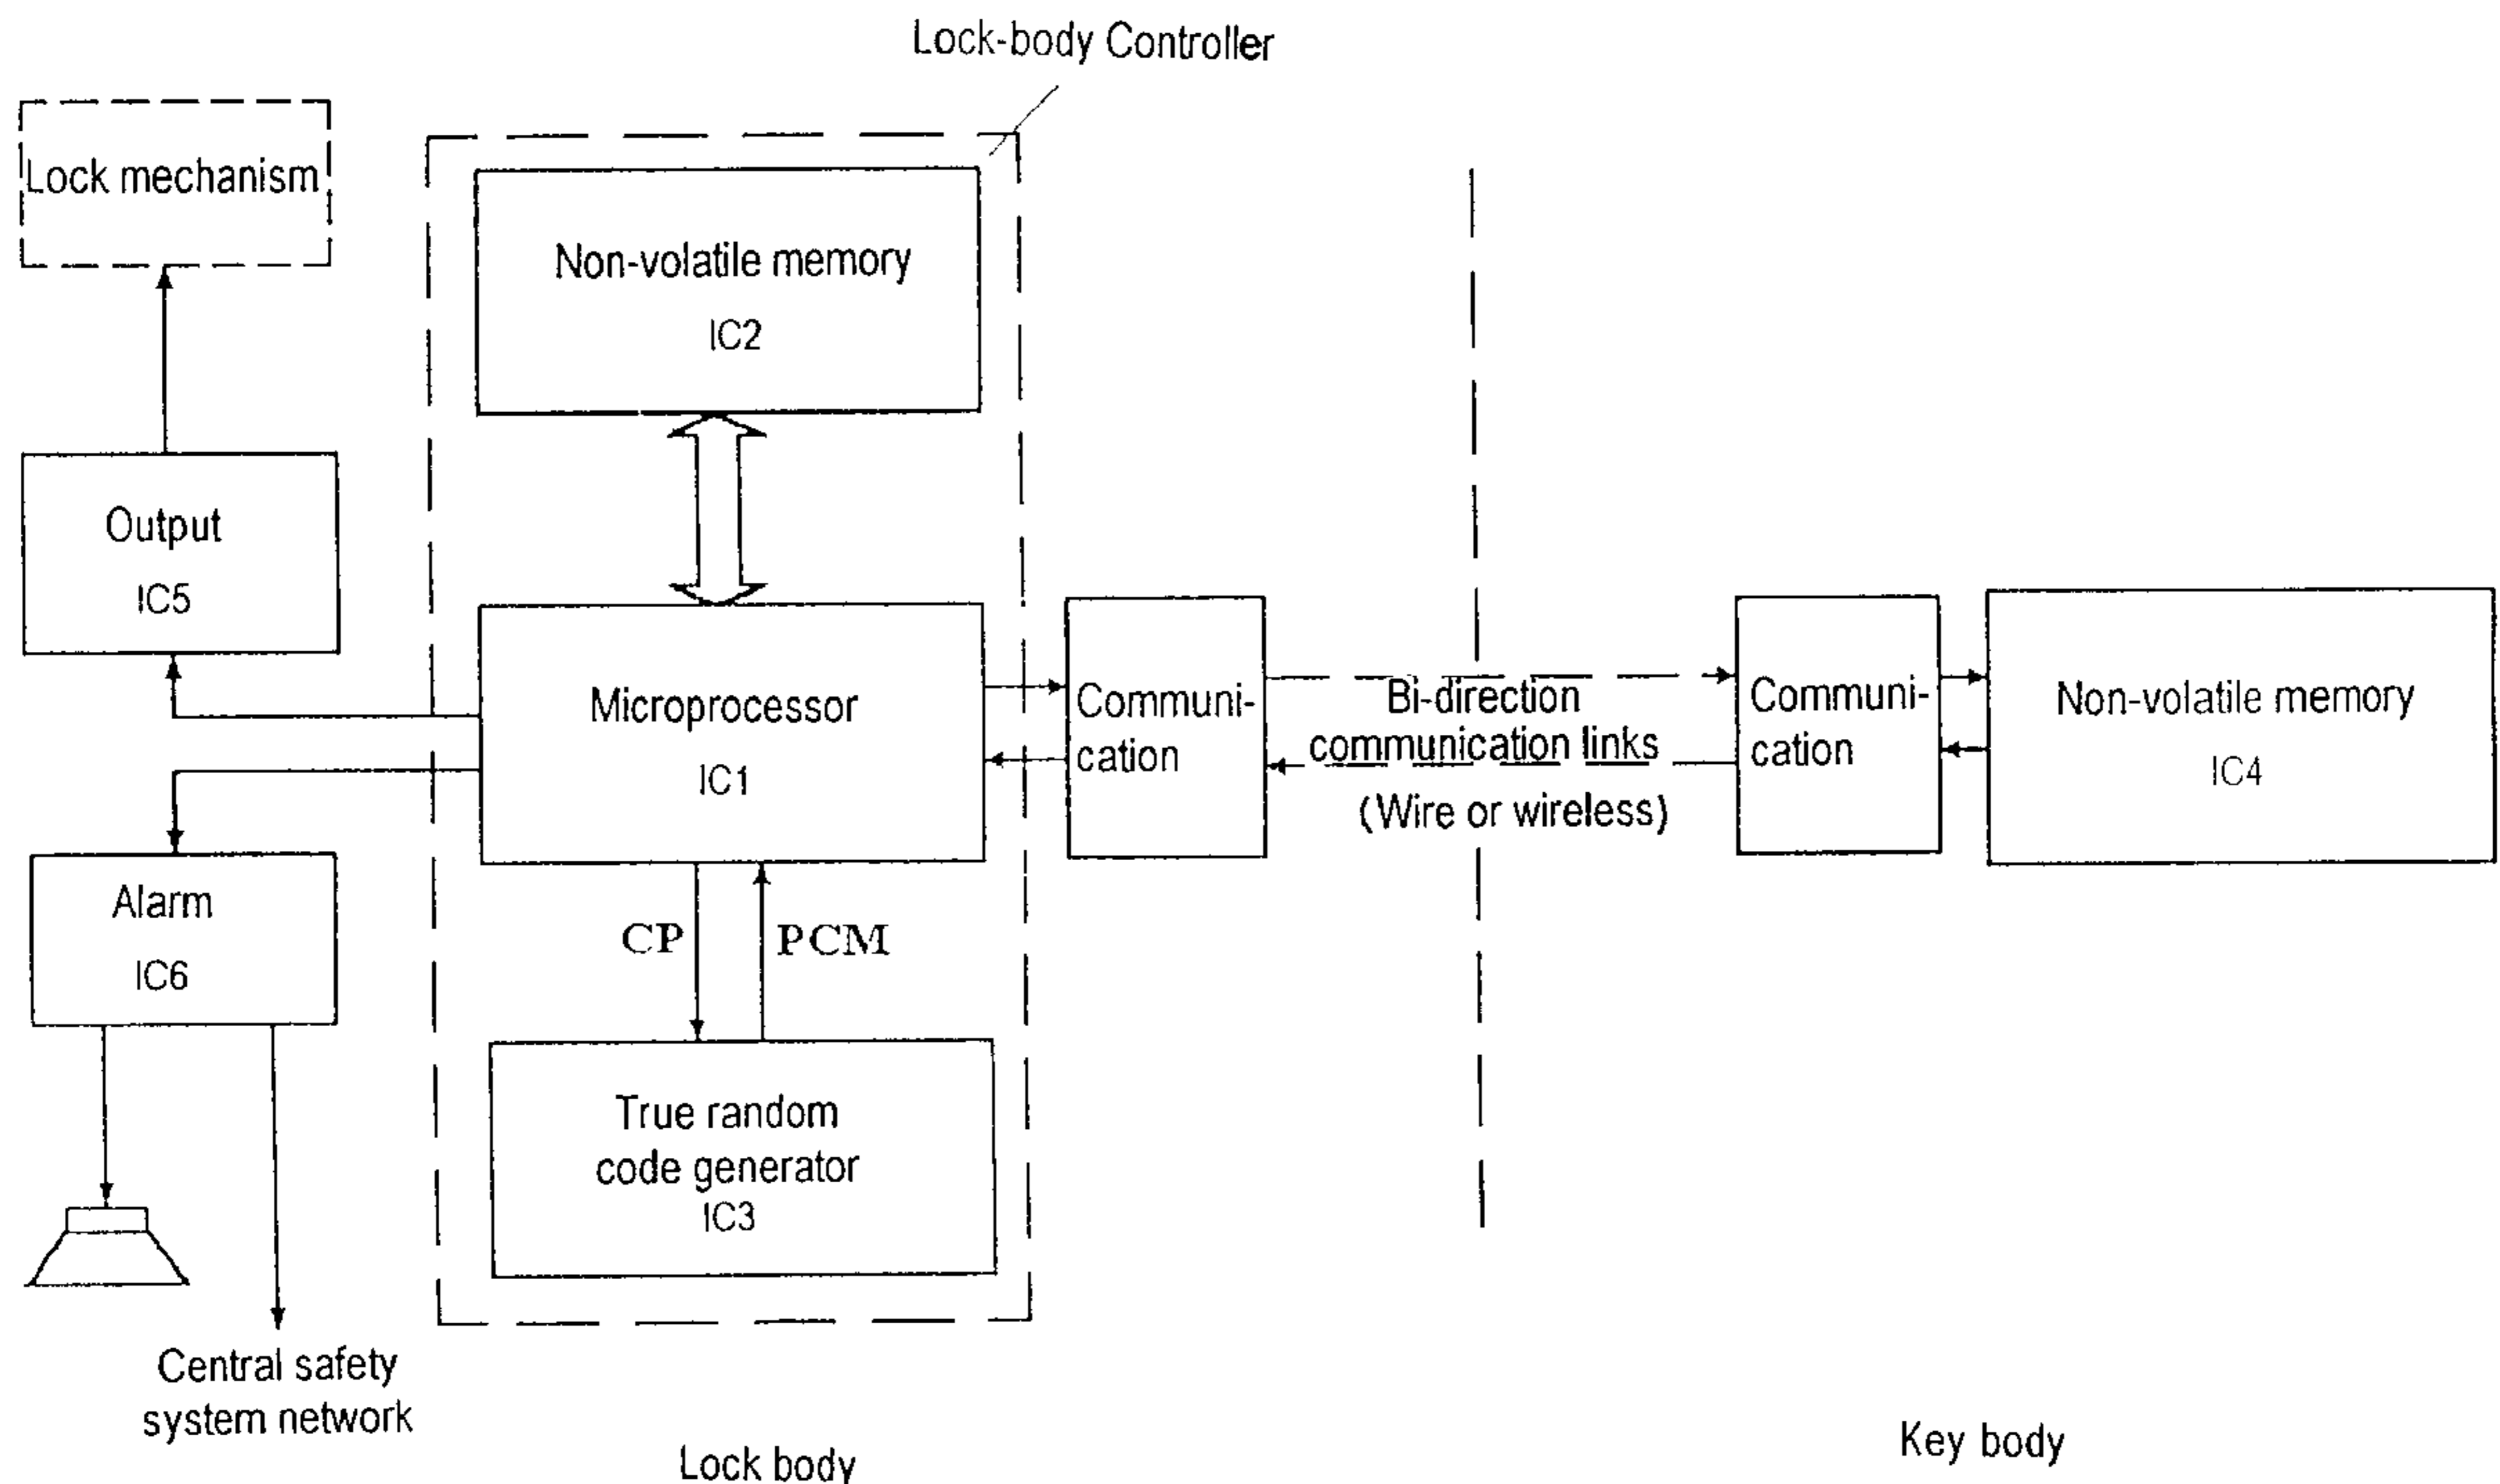 Lock-body Controller
Lock mechanism
Non-volatile memory
IC2
Output
IC5
Microprocessor
IC1
Communi-
cation
Bi-direction
communication links
(Wire or wireless)
Communi-
cation
Non-volatile memory
IC4
Alarm
IC6
CP
PCM
True random
code generator
IC3
Central safety
system network
Lock body
Key body